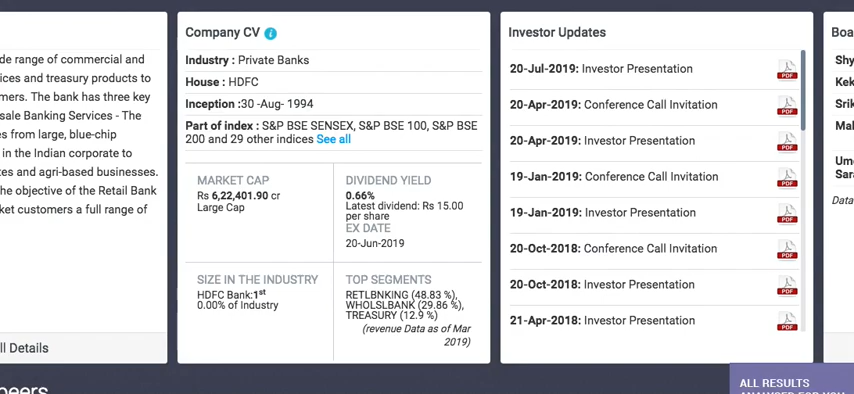 de range of commercial and
ices and treasury products to
mers. The bank has three key
sale Banking Services - The
es from large, blue-chip
in the Indian corporate to
tes and agri-based businesses.
he objective of the Retail Bank
ket customers a full range of
ll Details
Company CV i
Industry : Private Banks
House : HDFC
Inception :30 -Aug- 1994
Part of index : S&P BSE SENSEX, S&P BSE 100, S&P BSE
200 and 29 other indices See all
MARKET CAP
Rs 6,22,401.90 cr
Large Cap
DIVIDEND YIELD
0.66%
Latest dividend: Rs 15.00
per share
EX DATE
20-Jun-2019
SIZE IN THE INDUSTRY
HDFC Bank:1st
0.00% of Industry
TOP SEGMENTS
RETLBNKING (48.83 %),
WHOLSLBANK (29.86 %),
TREASURY (12.9 %)
(revenue Data as of Mar
2019)
Investor Updates
20-Jul-2019: Investor Presentation PDF
20-Apr-2019: Conference Call Invitation PDF
20-Apr-2019: Investor Presentation PDF
19-Jan-2019: Conference Call Invitation PDF
19-Jan-2019: Investor Presentation PDF
20-Oct-2018: Conference Call Invitation PDF
20-Oct-2018: Investor Presentation PDF
21-Apr-2018: Investor Presentation PDF
Boa
Shy
Kek
Srik
Mal
Ume
Sara
Data
peers
ALL RESULTS
ANALYSED FOR YOU